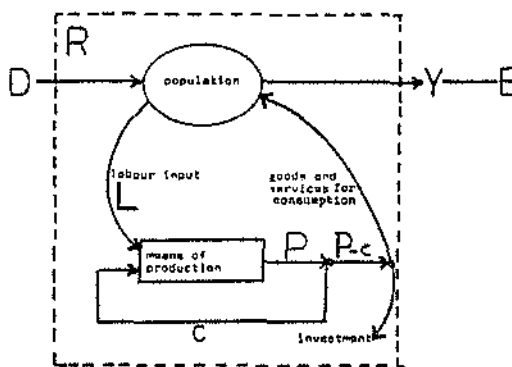 R
D
population
Y
E
labour input
L
goods and
services for
consumption
means of
production
P
P-c
C
investment